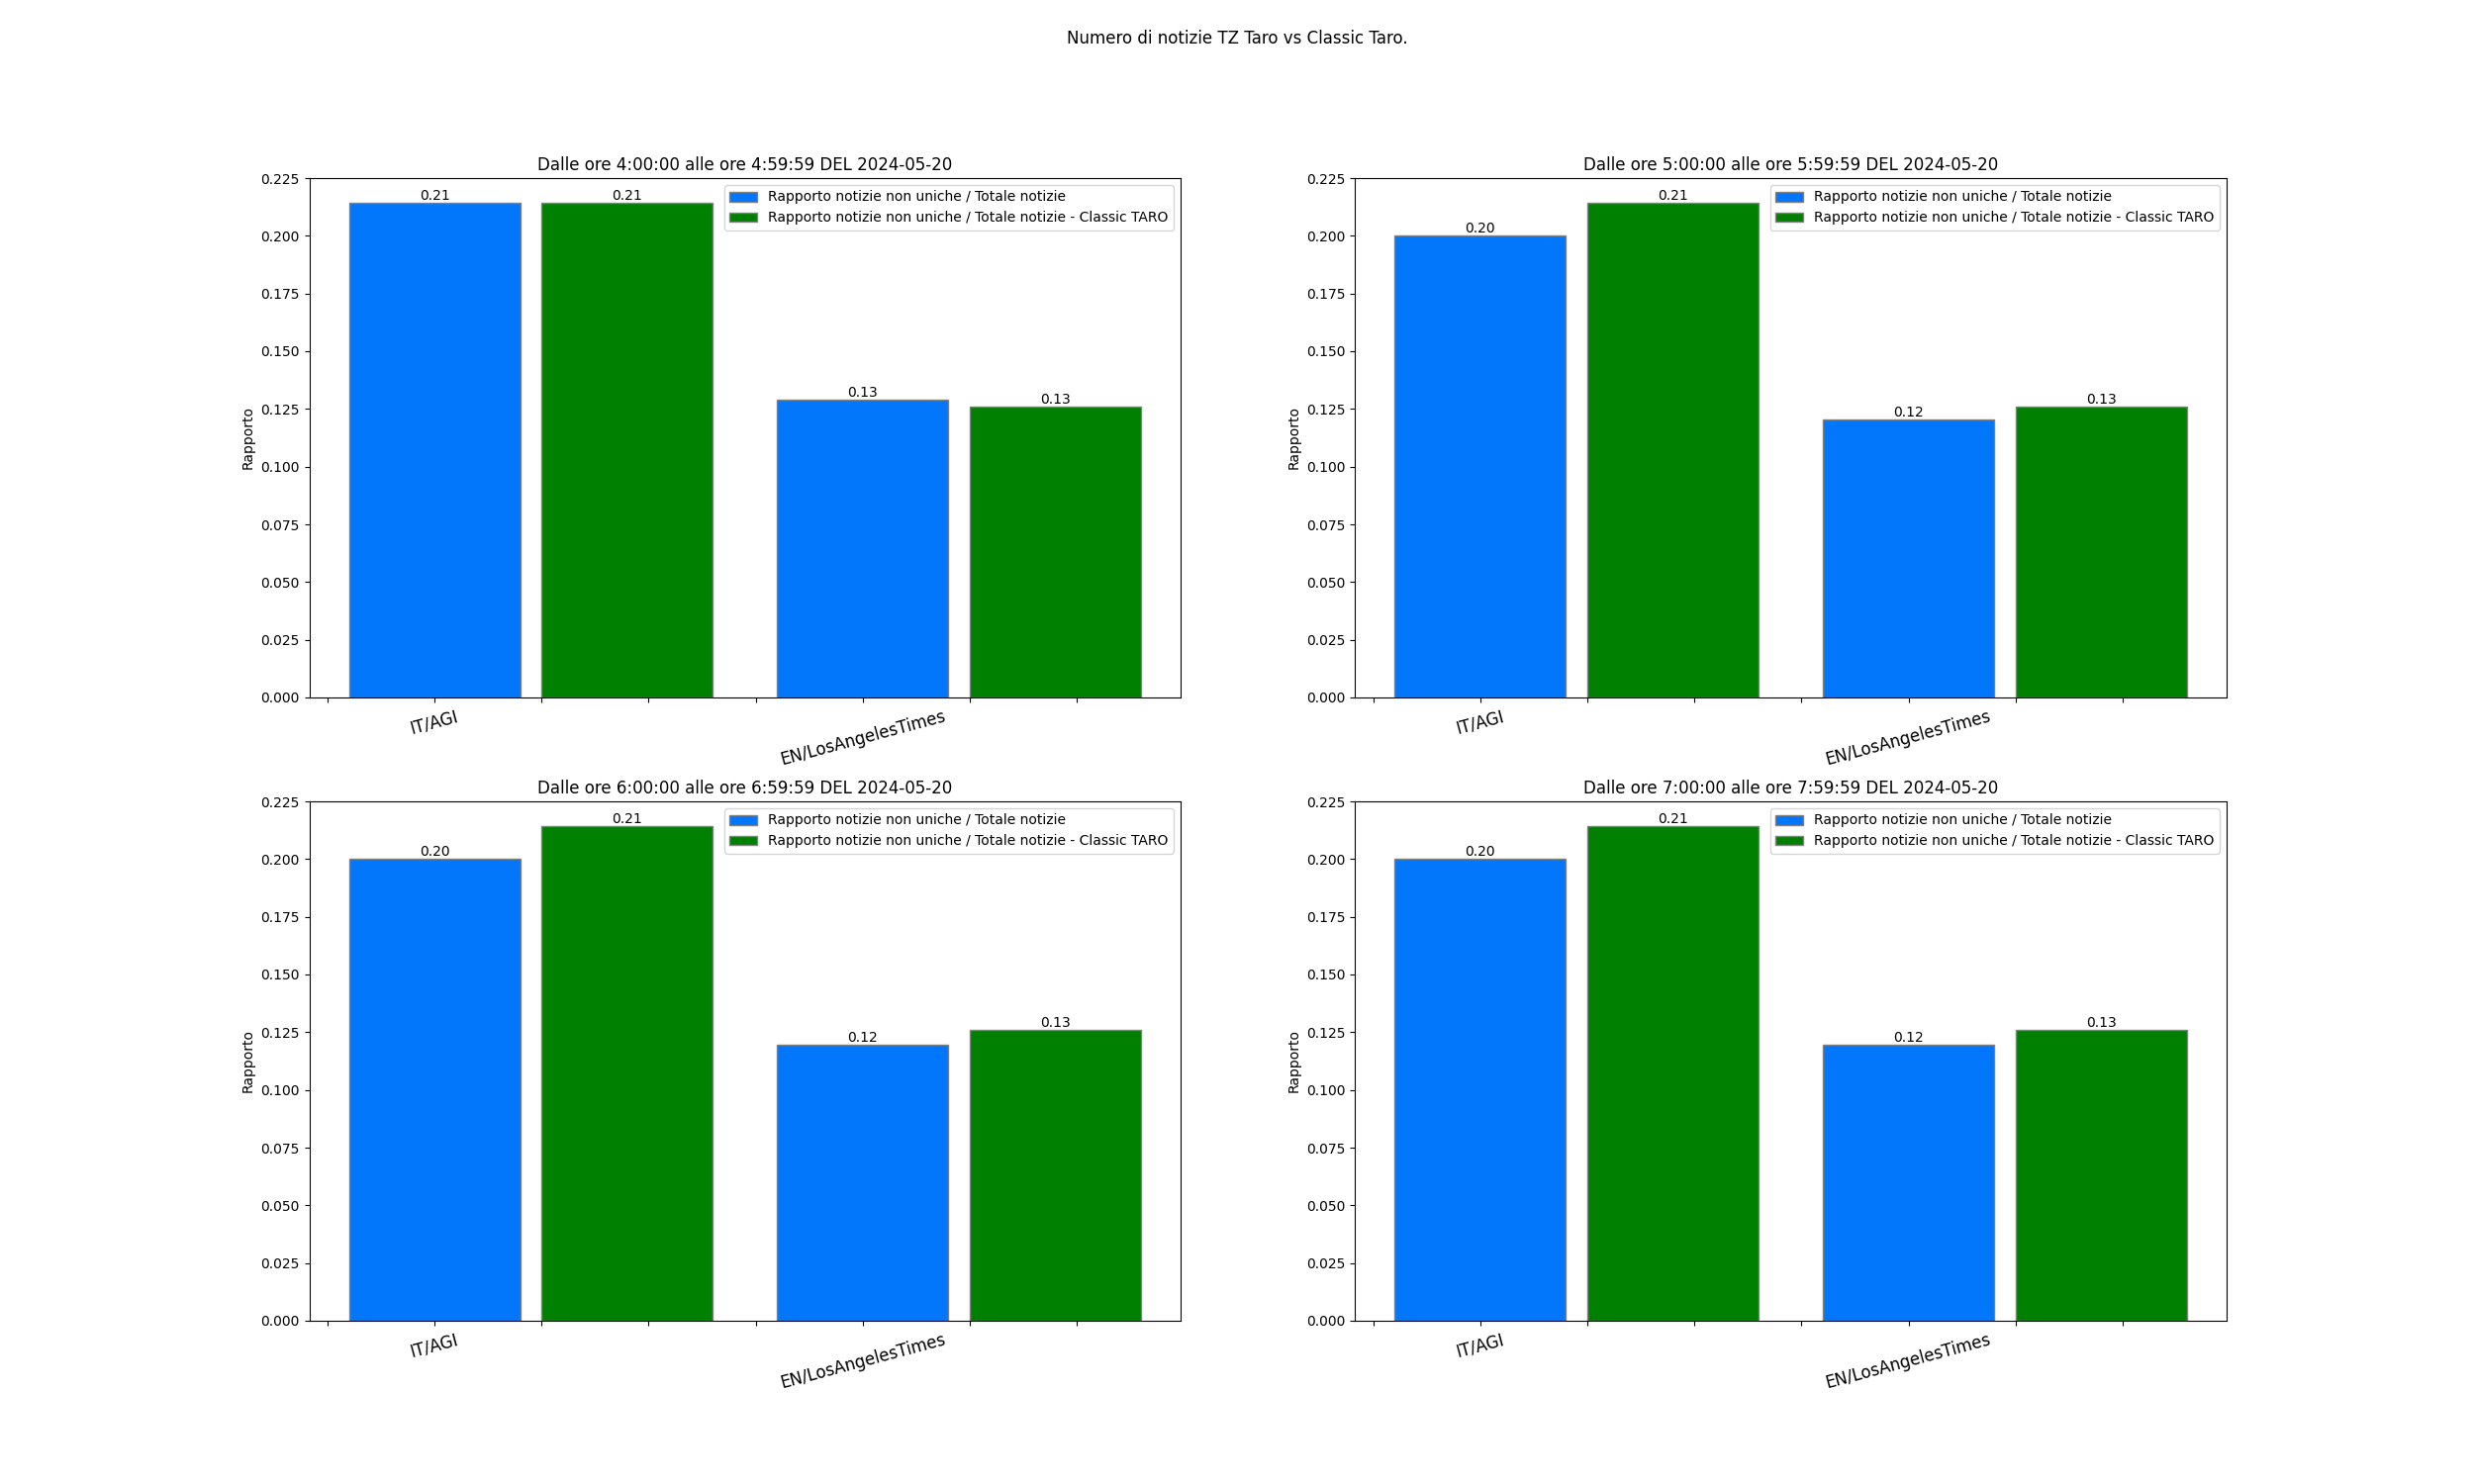 Numero di notizie TZ Taro vs Classic Taro.
Dalle ore 4:00:00 alle ore 4:59:59 DEL 2024-05-20
Rapporto notizie non uniche / Totale notizie
Rapporto notizie non uniche / Totale notizie - Classic TARO
0.225
0.200
0.175
0.150
0.125
0.100
0.075
0.050
0.025
0.000
Rapporto
0.21
0.21
0.13
0.13
IT/AGI
EN/LosAngelesTimes
Dalle ore 5:00:00 alle ore 5:59:59 DEL 2024-05-20
Rapporto notizie non uniche / Totale notizie
Rapporto notizie non uniche / Totale notizie - Classic TARO
0.225
0.200
0.175
0.150
0.125
0.100
0.075
0.050
0.025
0.000
Rapporto
0.20
0.21
0.12
0.13
IT/AGI
EN/LosAngelesTimes
Dalle ore 6:00:00 alle ore 6:59:59 DEL 2024-05-20
Rapporto notizie non uniche / Totale notizie
Rapporto notizie non uniche / Totale notizie - Classic TARO
0.225
0.200
0.175
0.150
0.125
0.100
0.075
0.050
0.025
0.000
Rapporto
0.20
0.21
0.12
0.13
IT/AGI
EN/LosAngelesTimes
Dalle ore 7:00:00 alle ore 7:59:59 DEL 2024-05-20
Rapporto notizie non uniche / Totale notizie
Rapporto notizie non uniche / Totale notizie - Classic TARO
0.225
0.200
0.175
0.150
0.125
0.100
0.075
0.050
0.025
0.000
Rapporto
0.20
0.21
0.12
0.13
IT/AGI
EN/LosAngelesTimes